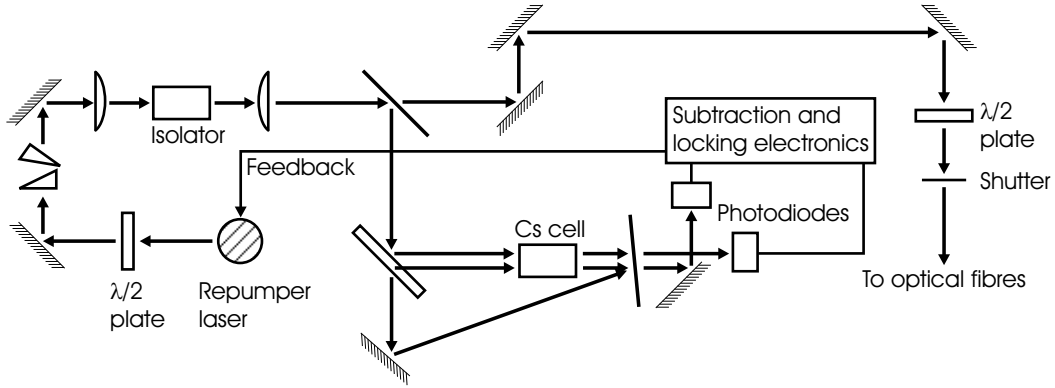 Subtraction and
locking electronics
λ/2
plate
Isolator
Feedback
Shutter
Photodiodes
Cs cell
To optical fibres
λ/2
plate
Repumper
laser